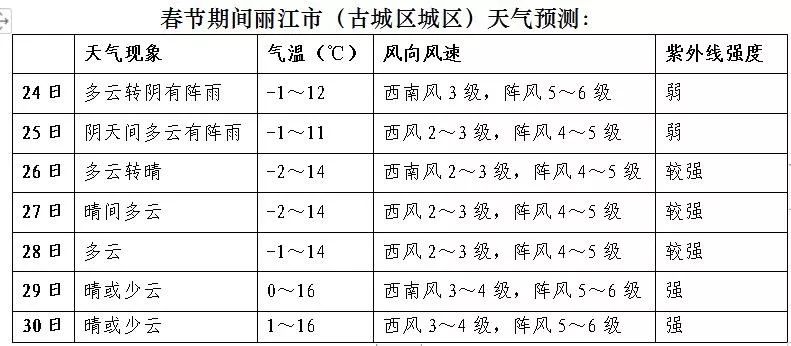 春节期间丽江市（古城区城区）天气预测：
天气现象 气温（℃） 风向风速 紫外线强度
24日 多云转阴有阵雨 -1～12 西南风3级，阵风5～6级 弱
25日 阴天间多云有阵雨 -1～11 西风2～3级，阵风4～5级 弱
26日 多云转晴 -2～14 西南风2～3级，阵风4～5级 较强
27日 晴间多云 -2～14 西风2～3级，阵风4～5级 较强
28日 多云 -1～14 西风2～3级，阵风4～5级 较强
29日 晴或少云 0～16 西南风3～4级，阵风5～6级 强
30日 晴或少云 1～16 西风3～4级，阵风5～6级 强